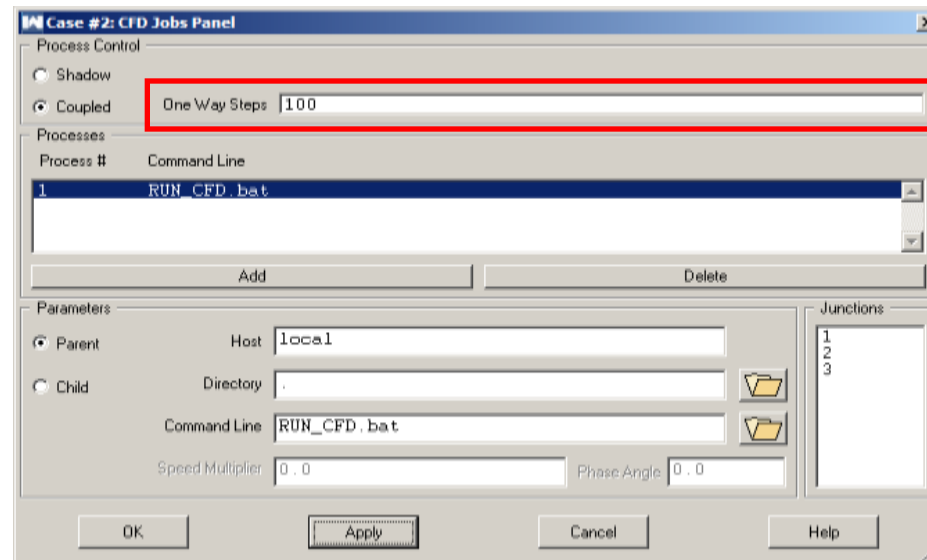 Case #2: CFD Jobs Panel
Process Control
Shadow
Coupled
One Way Steps 100
Processes
Process # Command Line
1 RUN_CFD.bat
Add Delete
Parameters
Parent
Child
Host local
Directory .
Command Line RUN_CFD.bat
Speed Multiplier 0.0 Phase Angle 0.0
Junctions
1
2
3
OK Apply Cancel Help